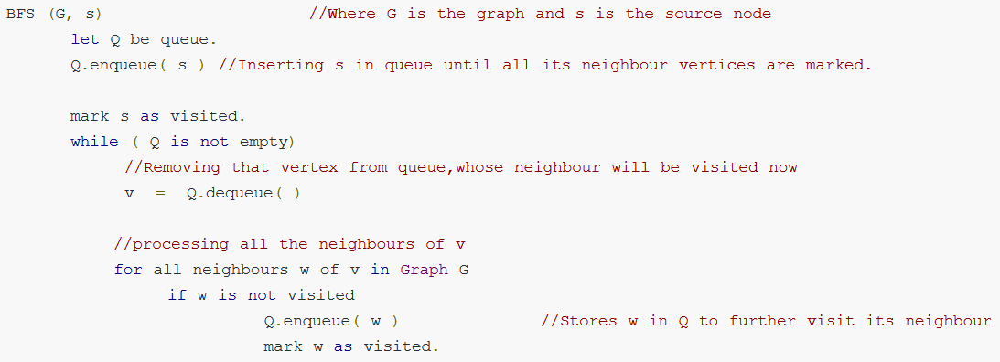 BFS (G, s)                   //Where G is the graph and s is the source node
      let Q be queue.
      Q.enqueue( s ) //Inserting s in queue until all its neighbour vertices are marked.

      mark s as visited.
      while ( Q is not empty)
           //Removing that vertex from queue,whose neighbour will be visited now
           v  =  Q.dequeue( )

          //processing all the neighbours of v
          for all neighbours w of v in Graph G
               if w is not visited
                        Q.enqueue( w )             //Stores w in Q to further visit its neighbour
                        mark w as visited.